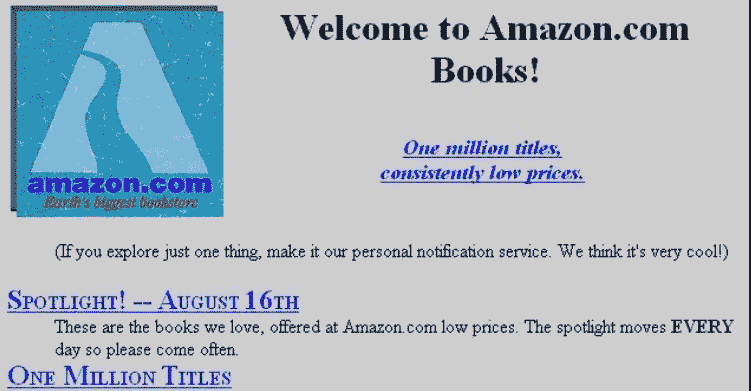 Welcome to Amazon.com
Books!
One million titles,
consistently low prices.
amazon.com
Earth's biggest bookstore
(If you explore just one thing, make it our personal notification service. We think it's very cool!)
SPOTLIGHT! -- AUGUST 16TH
These are the books we love, offered at Amazon.com low prices. The spotlight moves EVERY
day so please come often.
ONE MILLION TITLES